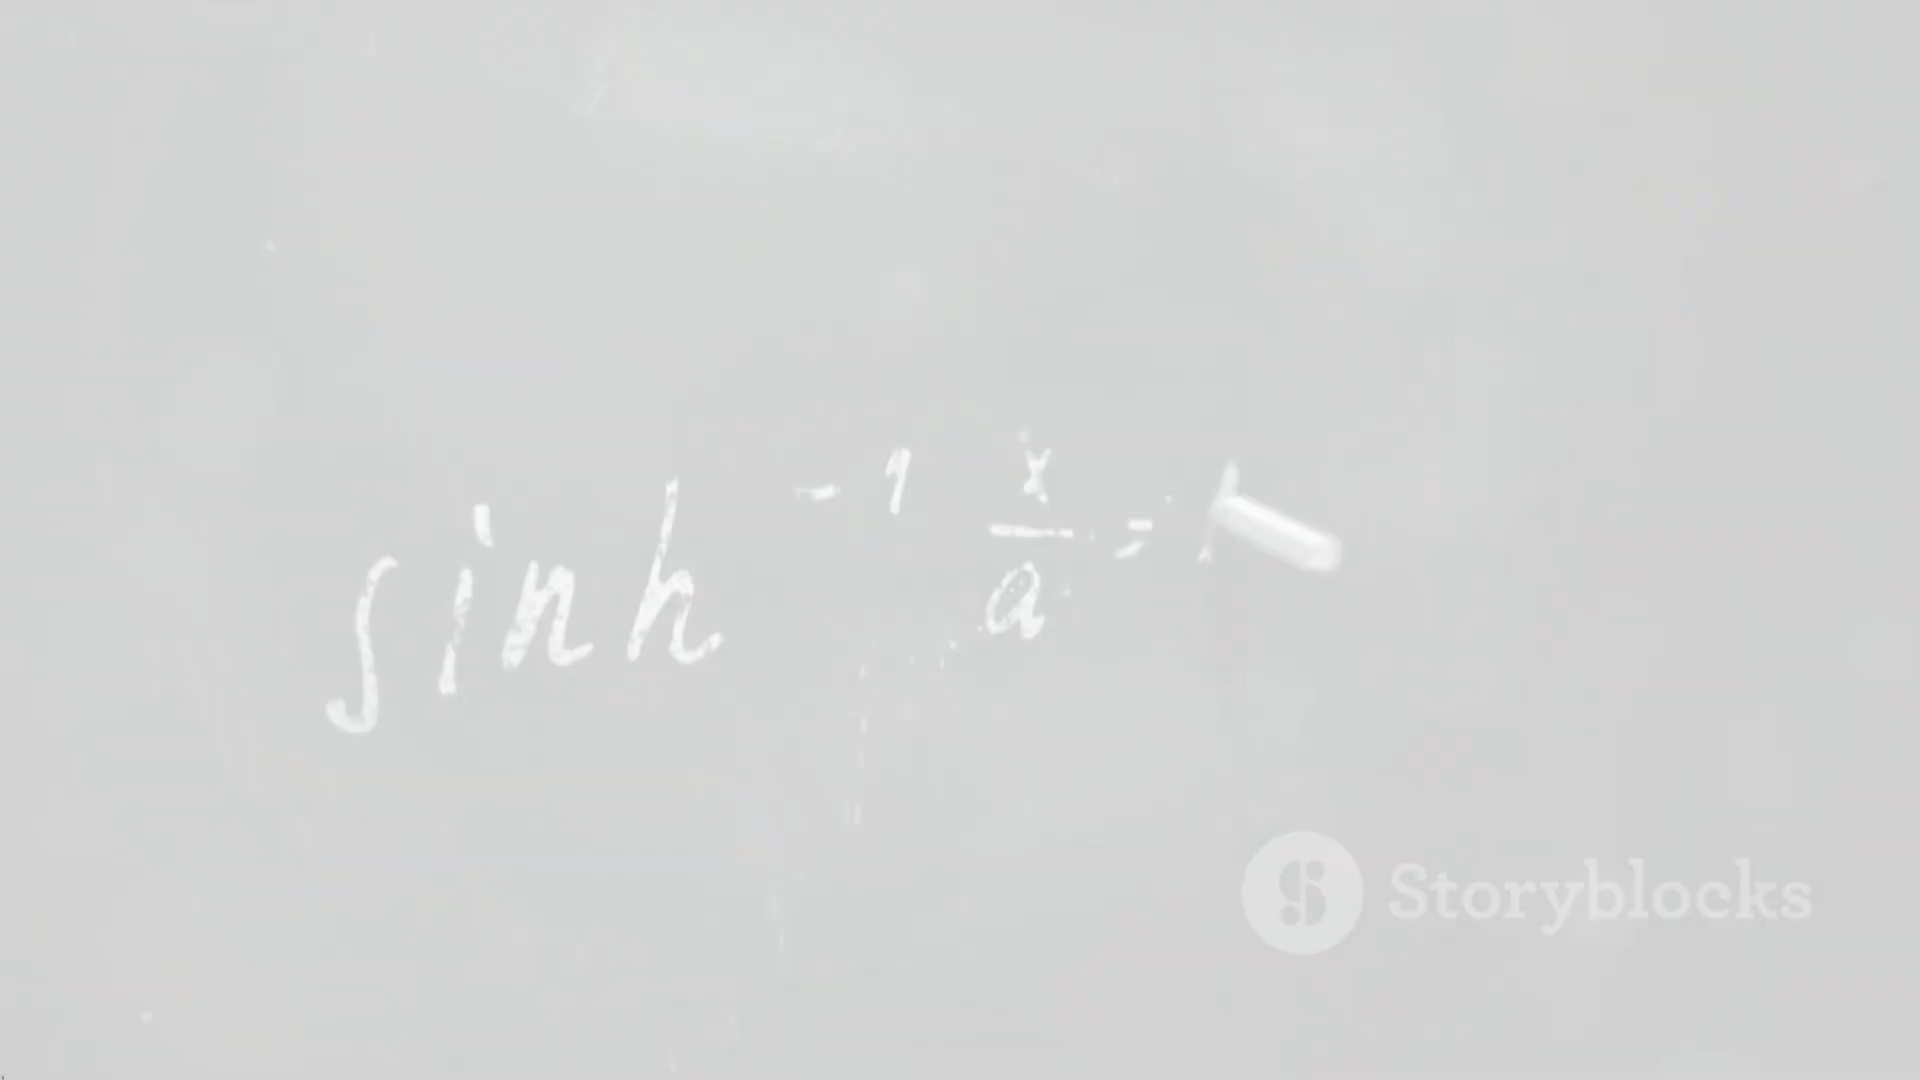 sinh⁻¹ x/a =
Storyblocks